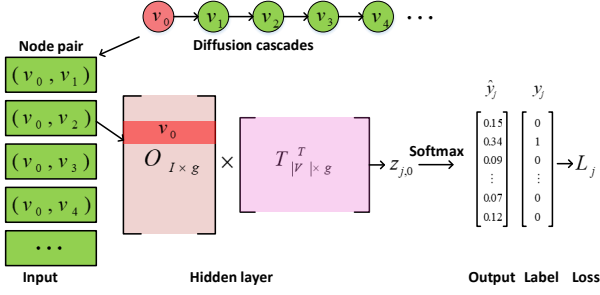 v₀ v₁ v₂ v₃ v₄ ···
Diffusion cascades
Node pair
(v₀, v₁)
(v₀, v₂)
(v₀, v₃)
(v₀, v₄)
···
Input
v₀
O I×g
×
T T |V|×g
z j,0
Softmax
ŷj
0.15
0.34
0.09
⋮
0.07
0.12
yj
0
1
0
⋮
0
0
Lj
Hidden layer
Output Label Loss